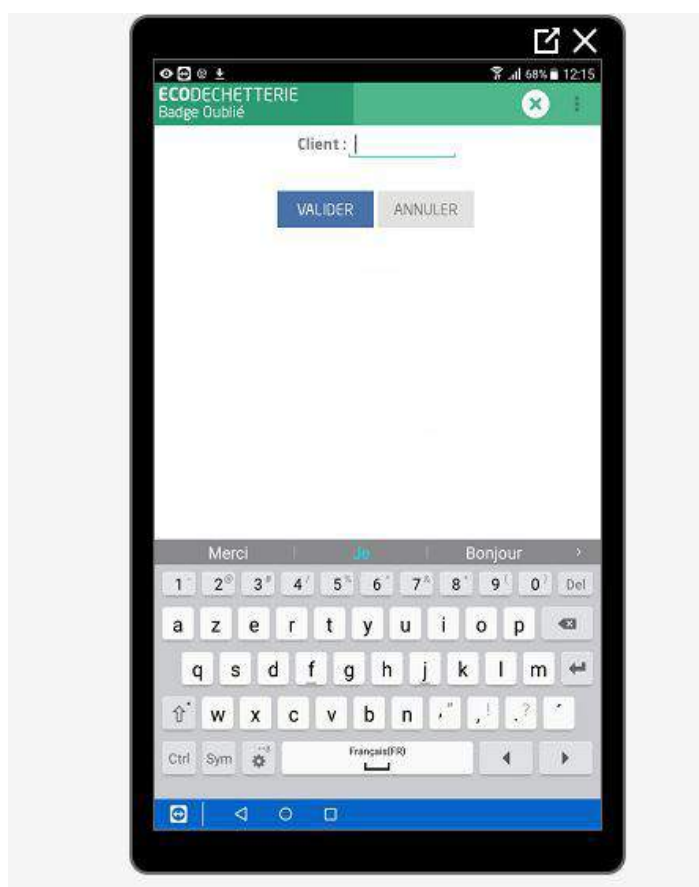 68% 12:15
ECODECHETTERIE
Badge Oublié
Client :
VALIDER ANNULER
Merci Je Bonjour
1 2@ 3# 4/ 5% 6 7& 8* 9( 0) Del
a z e r t y u i o p
q s d f g h j k l m
w x c v b n ," ,! .? ´
Ctrl Sym Français(FR)